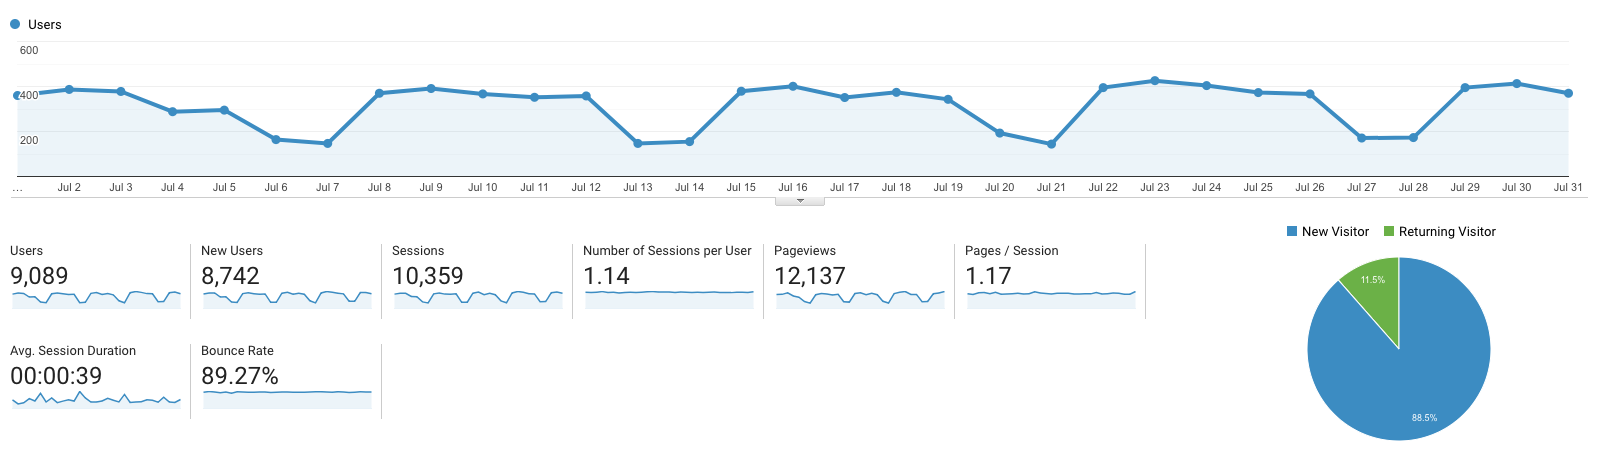 Users
600
400
200
... Jul 2 Jul 3 Jul 4 Jul 5 Jul 6 Jul 7 Jul 8 Jul 9 Jul 10 Jul 11 Jul 12 Jul 13 Jul 14 Jul 15 Jul 16 Jul 17 Jul 18 Jul 19 Jul 20 Jul 21 Jul 22 Jul 23 Jul 24 Jul 25 Jul 26 Jul 27 Jul 28 Jul 29 Jul 30 Jul 31
New Visitor Returning Visitor
Users New Users Sessions Number of Sessions per User Pageviews Pages / Session
9,089 8,742 10,359 1.14 12,137 1.17
11.5%
Avg. Session Duration Bounce Rate
00:00:39 89.27%
88.5%